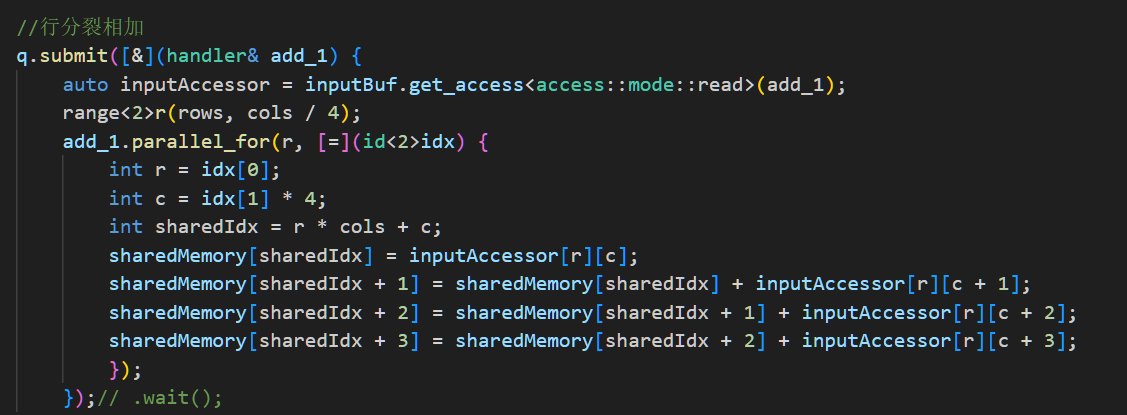 //行分裂相加
q.submit([&](handler& add_1) {
    auto inputAccessor = inputBuf.get_access<access::mode::read>(add_1);
    range<2>r(rows, cols / 4);
    add_1.parallel_for(r, [=](id<2>idx) {
        int r = idx[0];
        int c = idx[1] * 4;
        int sharedIdx = r * cols + c;
        sharedMemory[sharedIdx] = inputAccessor[r][c];
        sharedMemory[sharedIdx + 1] = sharedMemory[sharedIdx] + inputAccessor[r][c + 1];
        sharedMemory[sharedIdx + 2] = sharedMemory[sharedIdx + 1] + inputAccessor[r][c + 2];
        sharedMemory[sharedIdx + 3] = sharedMemory[sharedIdx + 2] + inputAccessor[r][c + 3];
        });
    });// .wait();